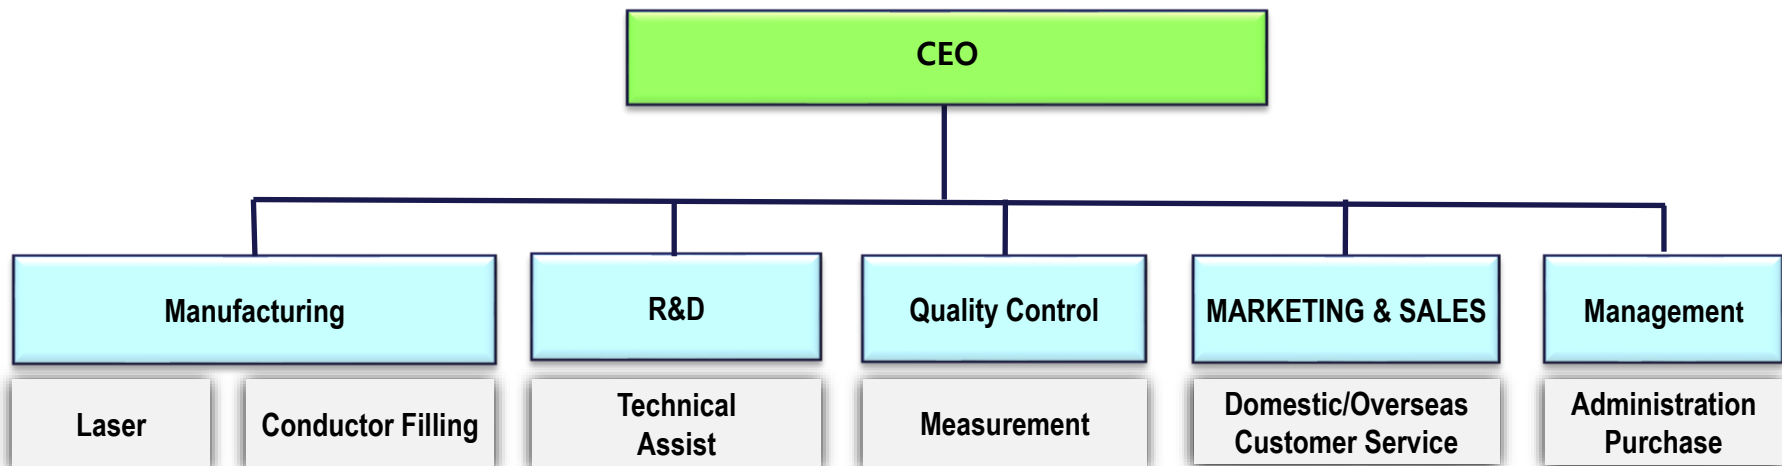 CEO
Manufacturing
R&D
Quality Control
MARKETING & SALES
Management
Laser
Conductor Filling
Technical
Assist
Measurement
Domestic/Overseas
Customer Service
Administration
Purchase